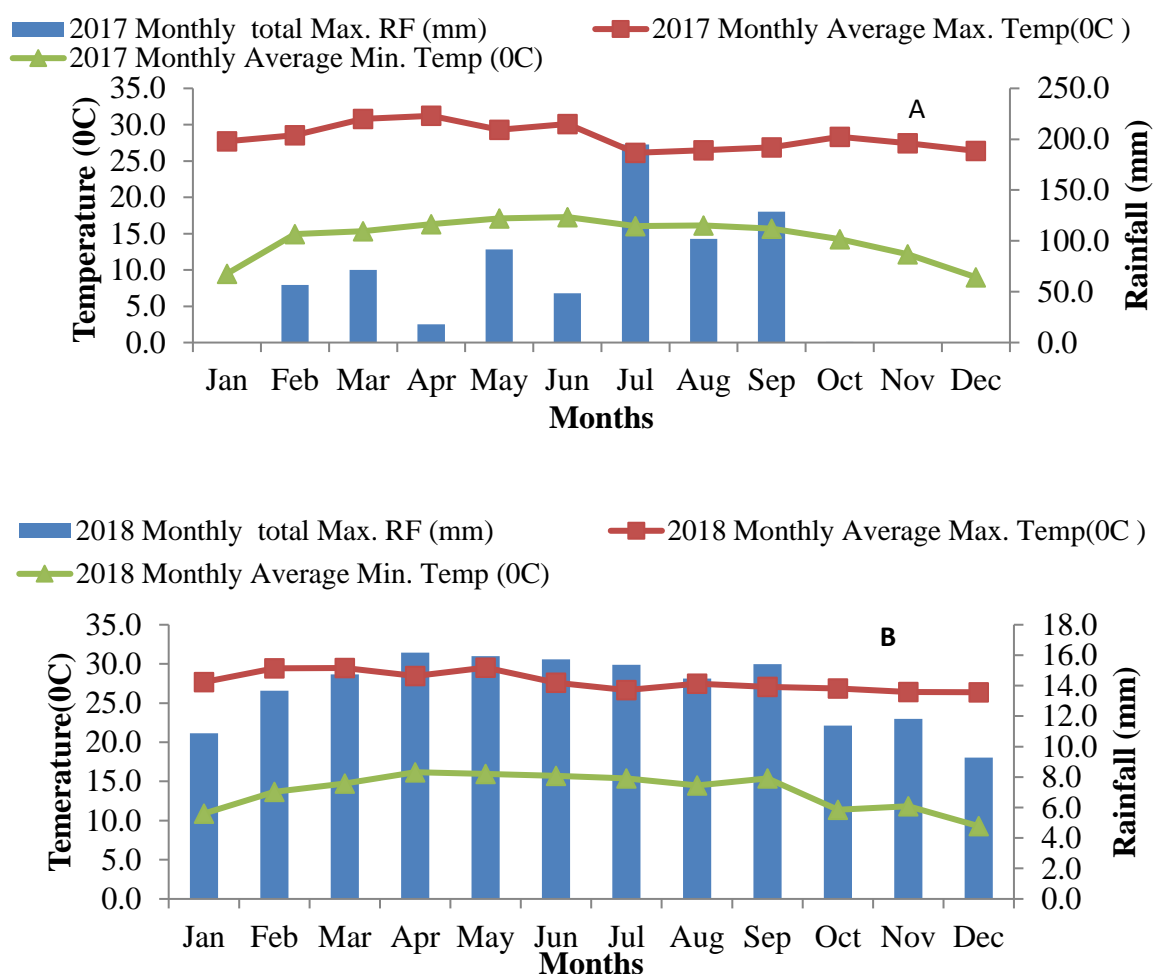 2017 Monthly  total Max. RF (mm) 2017 Monthly Average Max. Temp(0C )
2017 Monthly Average Min. Temp (0C)
A
Temperature (0C)
35.0
30.0
25.0
20.0
15.0
10.0
5.0
0.0
250.0
200.0
150.0
100.0
50.0
0.0
Rainfall (mm)
Jan Feb Mar Apr May Jun Jul Aug Sep Oct Nov Dec
Months
2018 Monthly  total Max. RF (mm) 2018 Monthly Average Max. Temp(0C )
2018 Monthly Average Min. Temp (0C)
B
Temerature(0C)
35.0
30.0
25.0
20.0
15.0
10.0
5.0
0.0
18.0
16.0
14.0
12.0
10.0
8.0
6.0
4.0
2.0
0.0
Rainfall (mm)
Jan Feb Mar Apr May Jun Jul Aug Sep Oct Nov Dec
Months